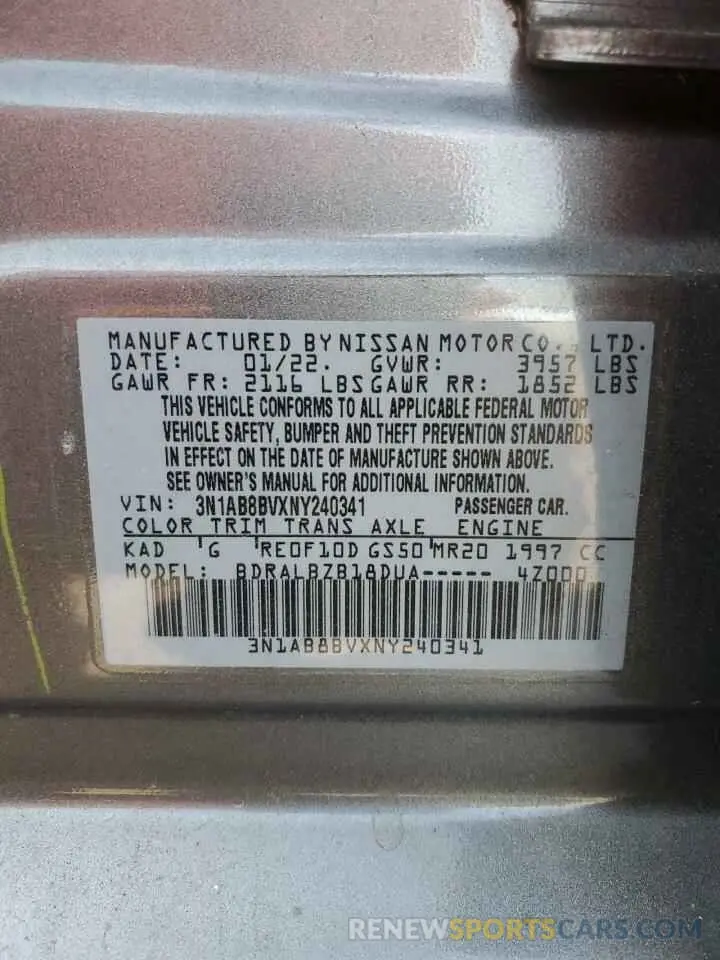 MANUFACTURED BY NISSAN MOTOR CO., LTD.
DATE: 01/22. GVWR: 3957 LBS
GAWR FR: 2116 LBS GAWR RR: 1852 LBS
THIS VEHICLE CONFORMS TO ALL APPLICABLE FEDERAL MOTOR
VEHICLE SAFETY, BUMPER AND THEFT PREVENTION STANDARDS
IN EFFECT ON THE DATE OF MANUFACTURE SHOWN ABOVE.
SEE OWNER'S MANUAL FOR ADDITIONAL INFORMATION.
VIN: 3N1AB8BVXNY240341 PASSENGER CAR.
COLOR TRIM TRANS AXLE ENGINE
KAD G RE0F10D GS50 MR20 1997 CC
MODEL: BDRALBZB18DUA----- 4Z000
3N1AB8BVXNY240341
RENEWSPORTSCARS.COM